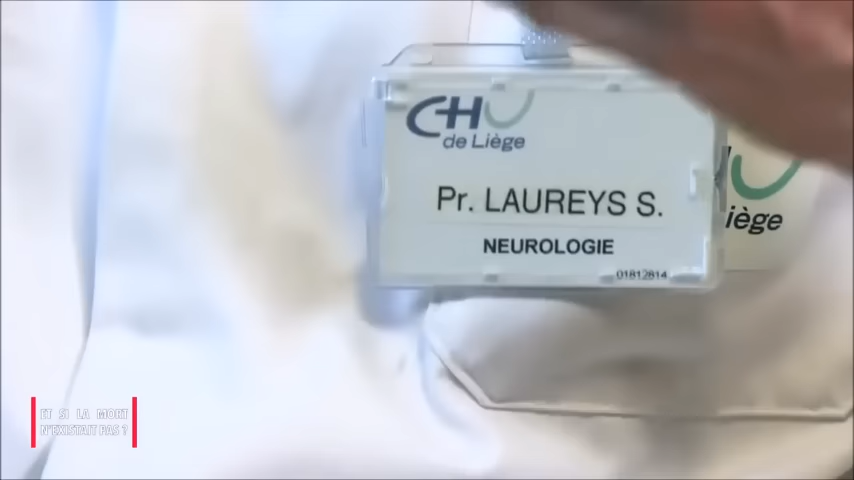 CHU
de Liège
Pr. LAUREYS S.
NEUROLOGIE
01812814
iège
ET SI LA MORT
N'EXISTAIT PAS ?